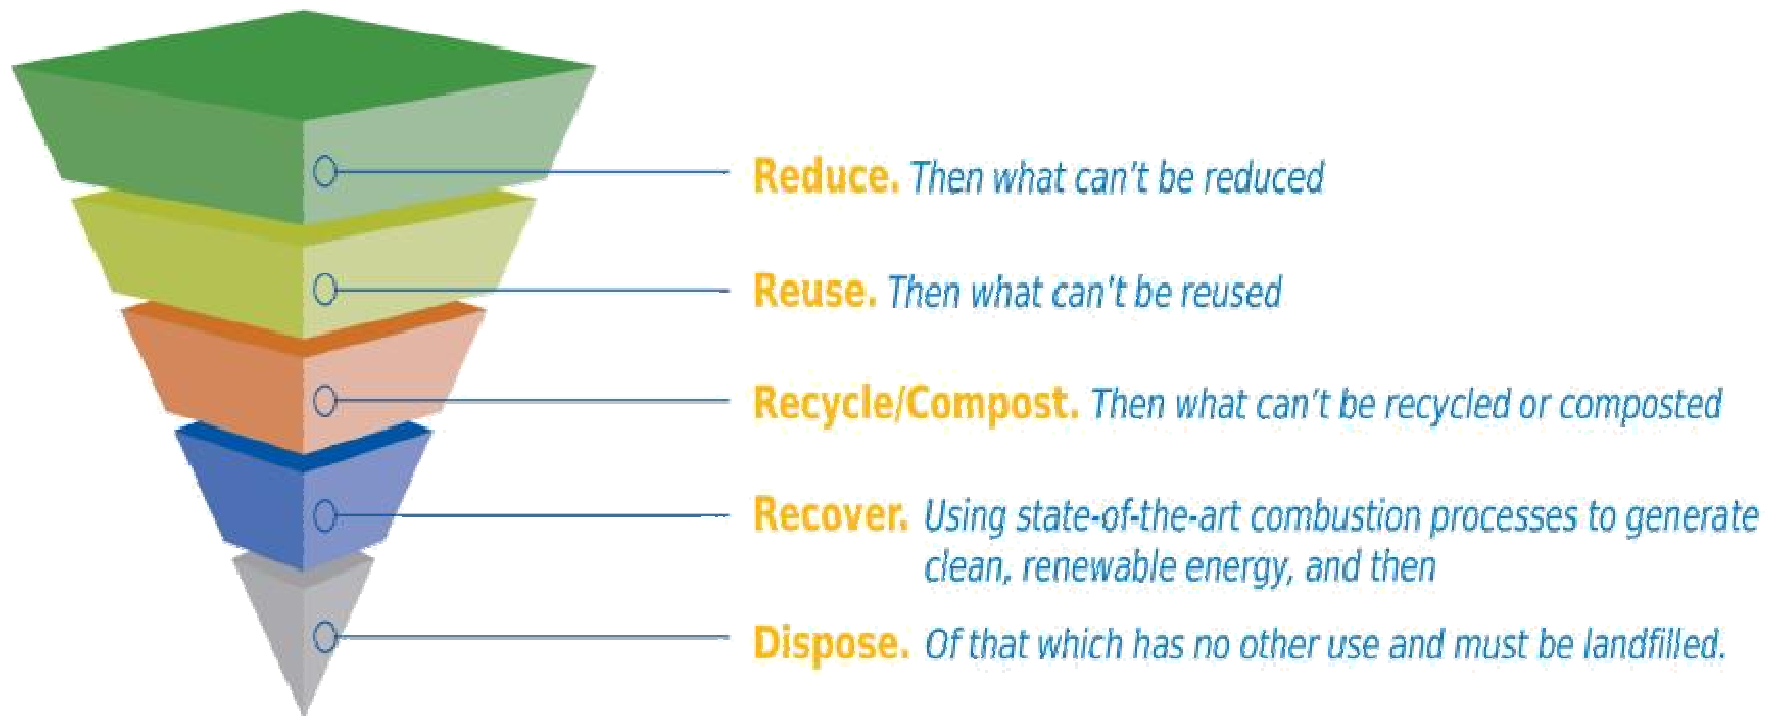 Reduce. Then what can't be reduced
Reuse. Then what can't be reused
Recycle/Compost. Then what can't be recycled or composted
Recover. Using state-of-the-art combustion processes to generate
clean, renewable energy, and then
Dispose. Of that which has no other use and must be landfilled.